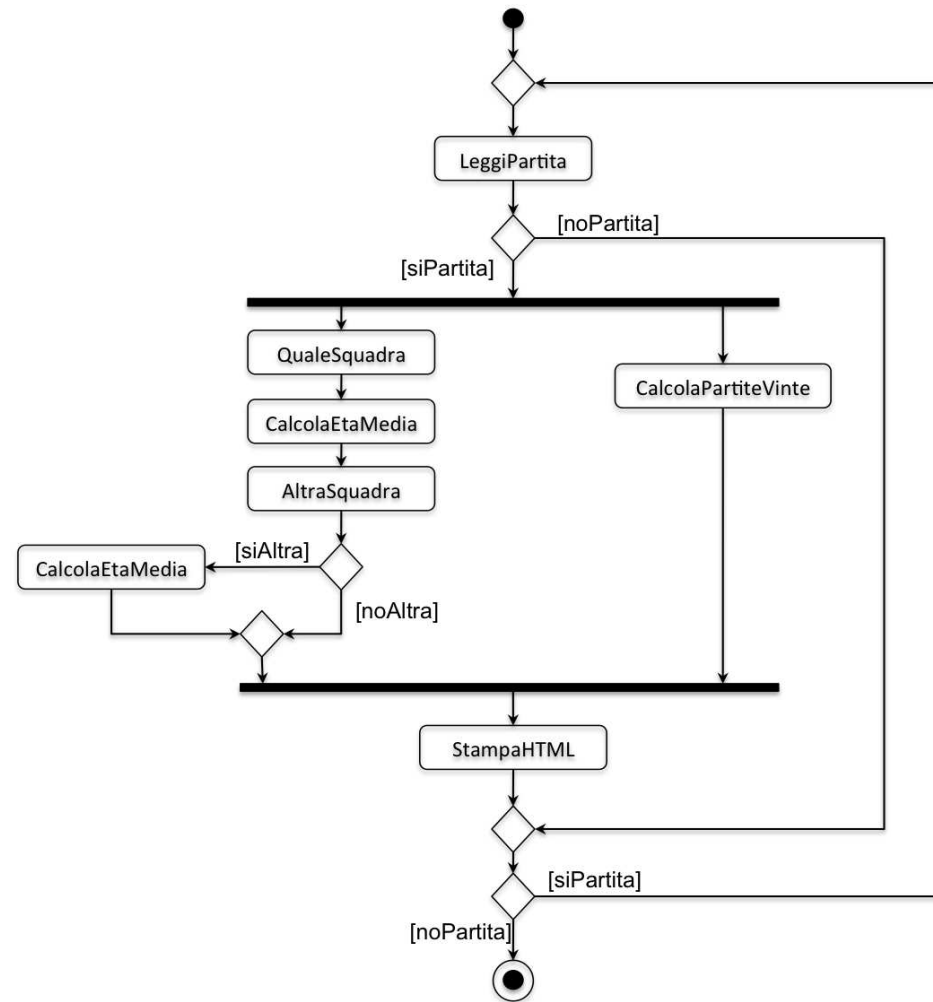 LeggiPartita
[noPartita]
[siPartita]
QualeSquadra
CalcolaPartiteVinte
CalcolaEtaMedia
AltraSquadra
[siAltra]
CalcolaEtaMedia
[noAltra]
StampaHTML
[siPartita]
[noPartita]